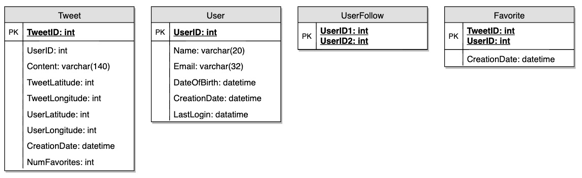 Tweet
PK TweetID: int
UserID: int
Content: varchar(140)
TweetLatitude: int
TweetLongitude: int
UserLatitude: int
UserLongitude: int
CreationDate: datetime
NumFavorites: int
User
PK UserID: int
Name: varchar(20)
Email: varchar(32)
DateOfBirth: datetime
CreationDate: datetime
LastLogin: datatime
UserFollow
PK UserID1: int
UserID2: int
Favorite
PK TweetID: int
UserID: int
CreationDate: datetime